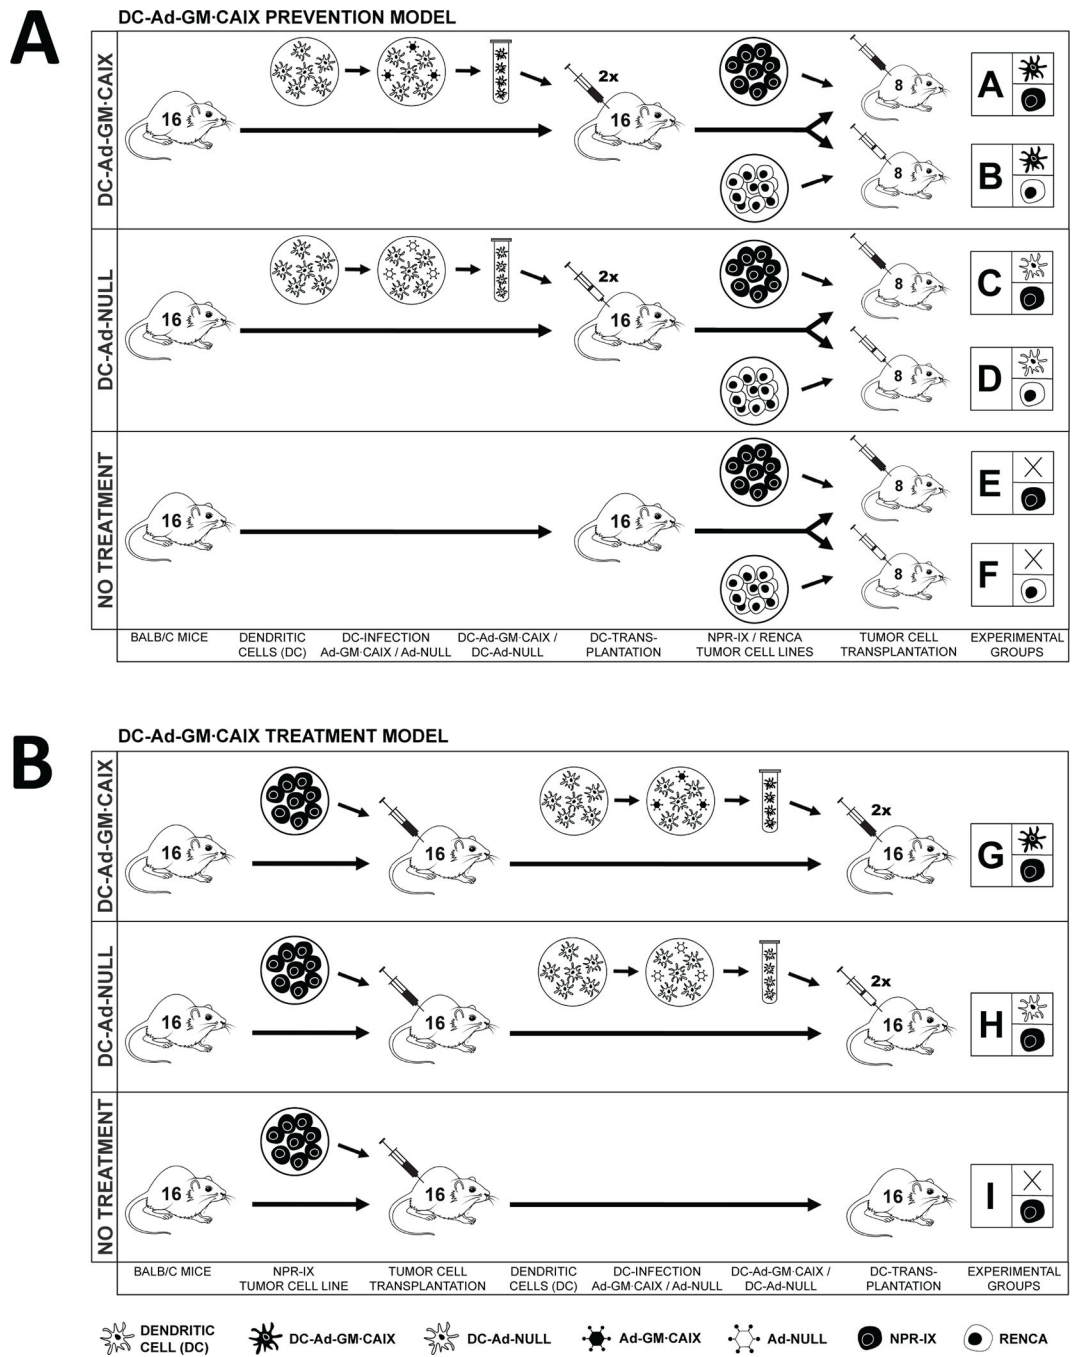 A
DC-Ad-GM·CAIX PREVENTION MODEL
DC-Ad-GM·CAIX
16
2x
16
8
8
A
B
DC-Ad-NULL
16
2x
16
8
8
C
D
NO TREATMENT
16
16
8
8
E
F
BALB/C MICE
DENDRITIC
CELLS (DC)
DC-INFECTION
Ad-GM·CAIX / Ad-NULL
DC-Ad-GM·CAIX /
DC-Ad-NULL
DC-TRANS-
PLANTATION
NPR-IX / RENCA
TUMOR CELL LINES
TUMOR CELL
TRANSPLANTATION
EXPERIMENTAL
GROUPS
B
DC-Ad-GM·CAIX TREATMENT MODEL
DC-Ad-GM·CAIX
16
16
2x
16
G
DC-Ad-NULL
16
16
2x
16
H
NO TREATMENT
16
16
16
I
BALB/C MICE
NPR-IX
TUMOR CELL LINE
TUMOR CELL
TRANSPLANTATION
DENDRITIC
CELLS (DC)
DC-INFECTION
Ad-GM·CAIX / Ad-NULL
DC-Ad-GM·CAIX /
DC-Ad-NULL
DC-TRANS-
PLANTATION
EXPERIMENTAL
GROUPS
DENDRITIC
CELL (DC)
DC-Ad-GM·CAIX
DC-Ad-NULL
Ad-GM·CAIX
Ad-NULL
NPR-IX
RENCA